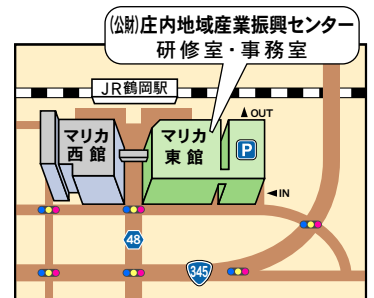 (公財)庄内地域産業振興センター
研修室・事務室
JR鶴岡駅
OUT
マリカ
西館
マリカ
東館
P
IN
48
345